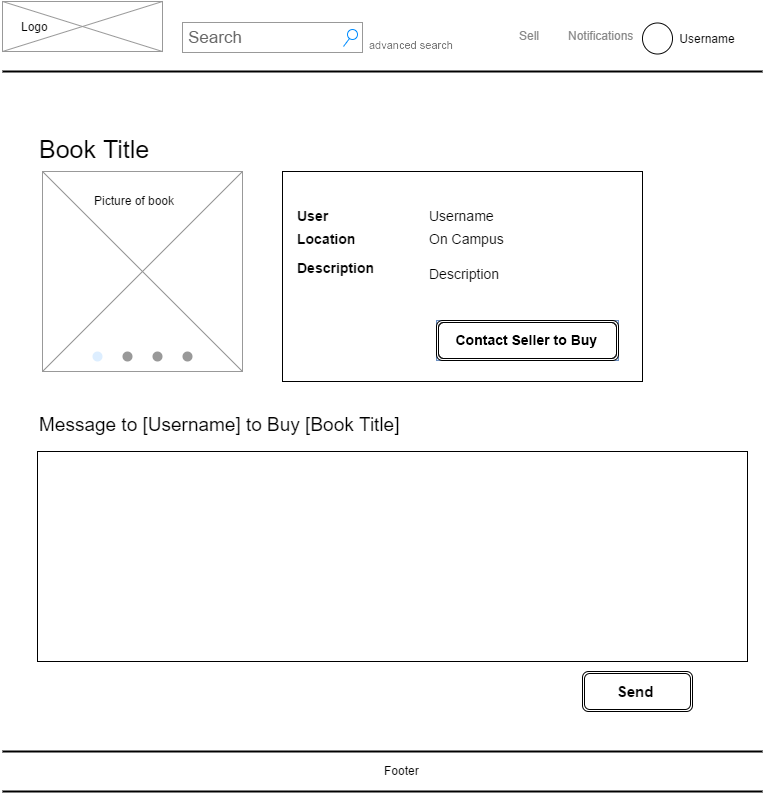 Logo
Search
advanced search
Sell
Notifications
Username
Book Title
Picture of book
User Username
Location On Campus
Description Description
Contact Seller to Buy
Message to [Username] to Buy [Book Title]
Send
Footer